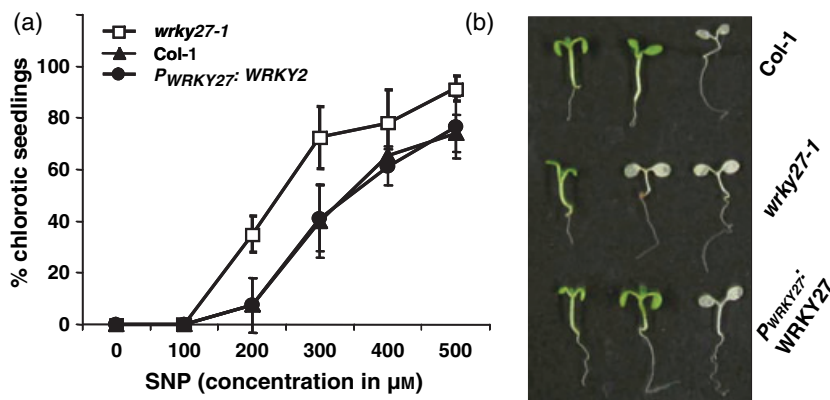 (a)
wrky27-1
Col-1
PWRKY27: WRKY2
% chlorotic seedlings
100
80
60
40
20
0
0 100 200 300 400 500
SNP (concentration in µM)
(b)
Col-1
wrky27-1
PWRKY27:
WRKY27